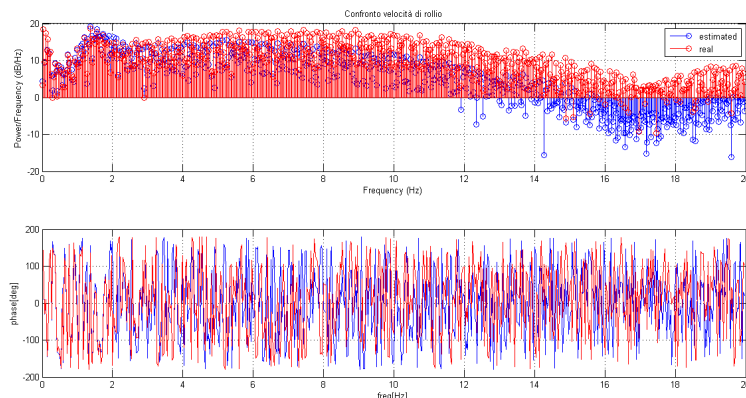 Confronto velocità di rollio
estimated
real
Power/Frequency (dB/Hz)
20
10
0
-10
-20
0 2 4 6 8 10 12 14 16 18 20
Frequency (Hz)
phase[deg]
200
100
0
-100
-200
0 2 4 6 8 10 12 14 16 18 20
freq[Hz]